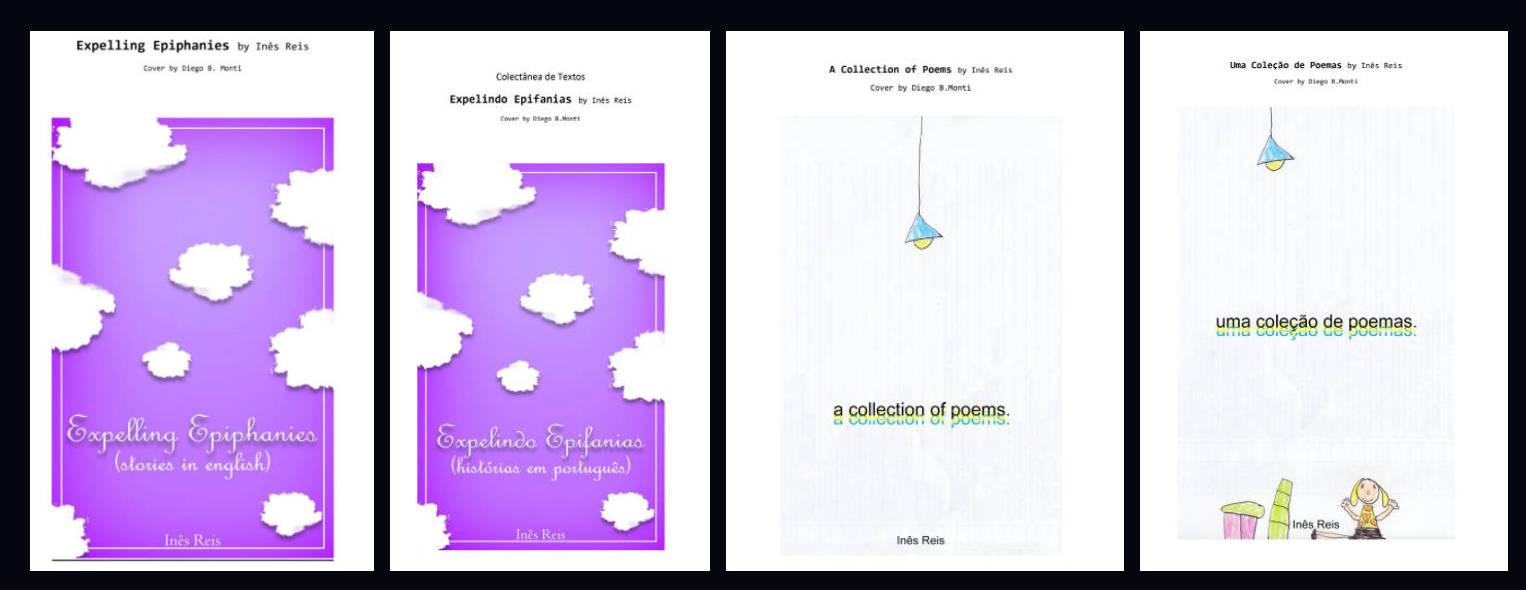 Expelling Epiphanies by Inês Reis
Cover by Diego B. Monti
Expelling Epiphanies
(stories in english)
Inês Reis
Colectânea de Textos
Expelindo Epifanias by Inês Reis
Cover by Diego B.Monti
Expelindo Epifanias
(histórias em português)
Inês Reis
A Collection of Poems by Inês Reis
Cover by Diego B.Monti
a collection of poems.
a collection of poems.
Inês Reis
Uma Coleção de Poemas by Inês Reis
Cover by Diego B.Monti
uma coleção de poemas.
uma coleção de poemas.
Inês Reis